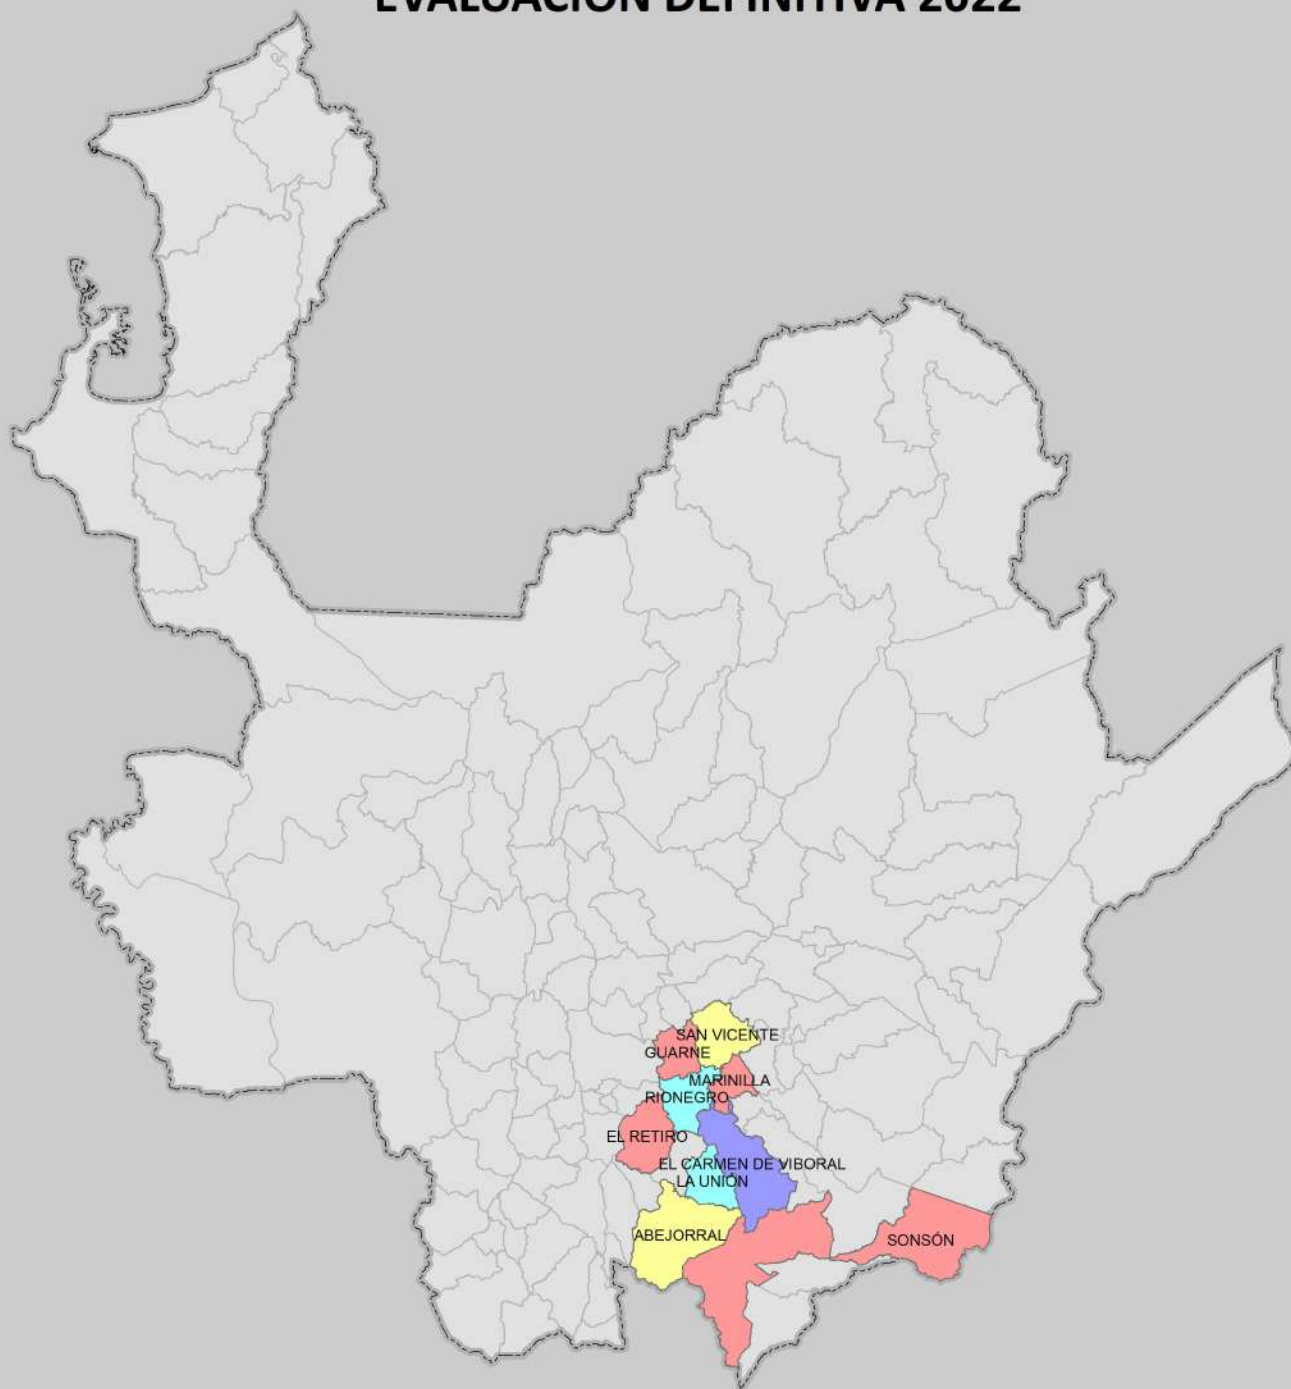 EVALUACIÓN DEFINITIVA 2022
SAN VICENTE
GUARNE
MARINILLA
RIONEGRO
EL RETIRO
EL CARMEN DE VIBORAL
LA UNIÓN
ABEJORRAL
SONSÓN